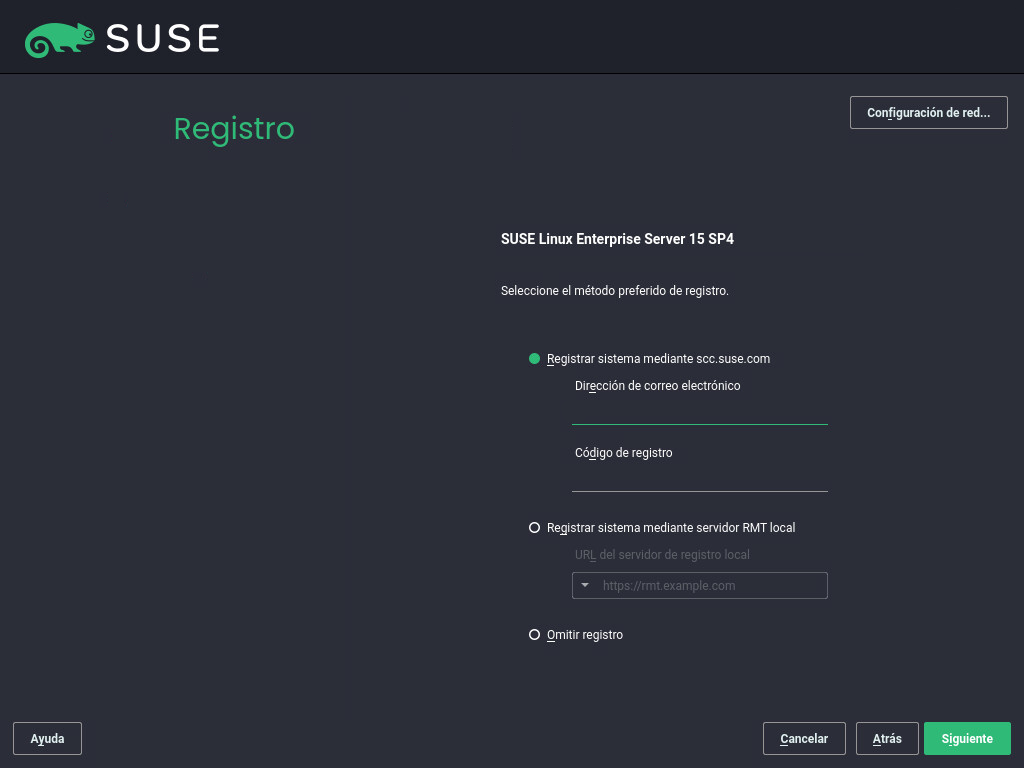 SUSE
Configuración de red...
Registro
SUSE Linux Enterprise Server 15 SP4
Seleccione el método preferido de registro.
Registrar sistema mediante scc.suse.com
Dirección de correo electrónico
Código de registro
Registrar sistema mediante servidor RMT local
URL del servidor de registro local
https://rmt.example.com
Omitir registro
Ayuda
Cancelar
Atrás
Siguiente